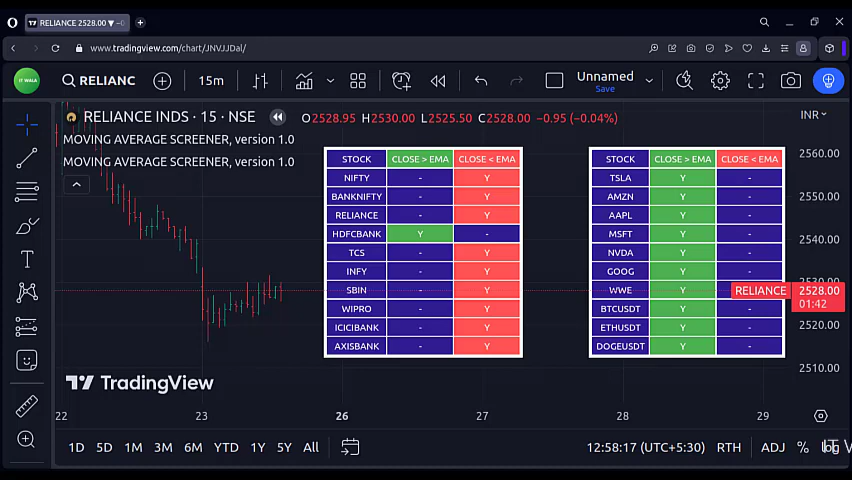 RELIANCE 2528.00 ▼ −0
www.tradingview.com/chart/JNVJJDal/
IT WALA
RELIANC
15m
Unnamed
Save
RELIANCE INDS · 15 · NSE
O2528.95 H2530.00 L2525.50 C2528.00 −0.95 (−0.04%)
INR
MOVING AVERAGE SCREENER, version 1.0
MOVING AVERAGE SCREENER, version 1.0
STOCK CLOSE > EMA CLOSE < EMA
NIFTY - Y
BANKNIFTY - Y
RELIANCE - Y
HDFCBANK Y -
TCS - Y
INFY - Y
SBIN - Y
WIPRO - Y
ICICIBANK - Y
AXISBANK - Y
STOCK CLOSE > EMA CLOSE < EMA
TSLA Y -
AMZN Y -
AAPL Y -
MSFT Y -
NVDA Y -
GOOG Y -
WWE Y
BTCUSDT Y -
ETHUSDT Y -
DOGEUSDT Y -
2560.00
2550.00
2540.00
RELIANCE 2528.00
01:42
2520.00
2510.00
TradingView
22 23 26 27 28 29
1D 5D 1M 3M 6M YTD 1Y 5Y All
12:58:17 (UTC+5:30) RTH ADJ %